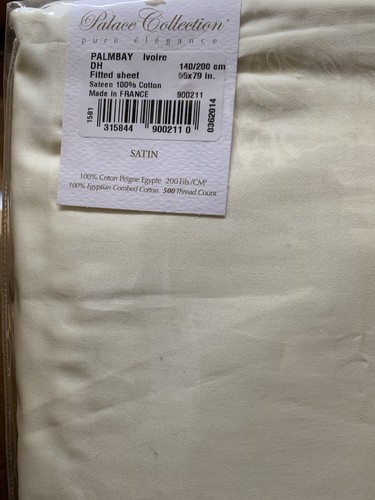 Palace Collection®
pure élégance
PALMBAY Ivoire
DH 140/200 cm
Fitted sheet 55x79 in.
Sateen 100% Cotton
Made in FRANCE 900211
1581
315844 900211 0
0362014
SATIN
100% Coton Peigné Egypte 200 Fils/CM²
100% Egyptian Combed Cotton 500 Thread Count